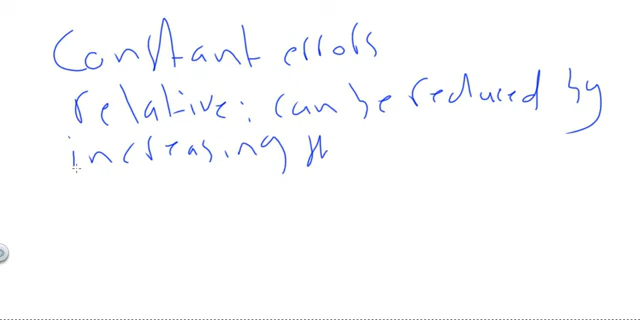 Constant errors
relative: can be reduced by
increasing